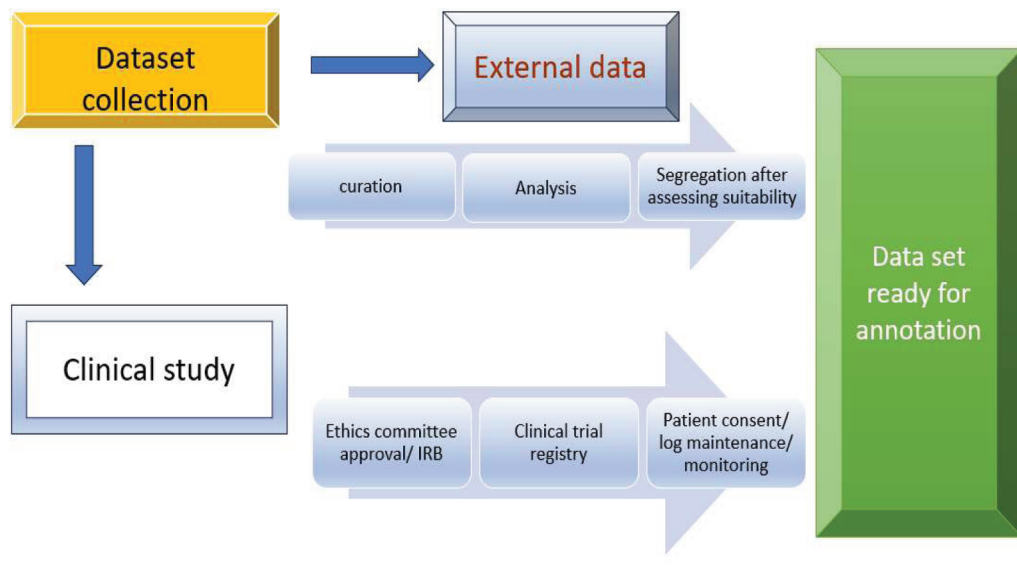 Dataset
collection
External data
curation
Analysis
Segregation after
assessing suitability
Data set
ready for
annotation
Clinical study
Ethics committee
approval/ IRB
Clinical trial
registry
Patient consent/
log maintenance/
monitoring